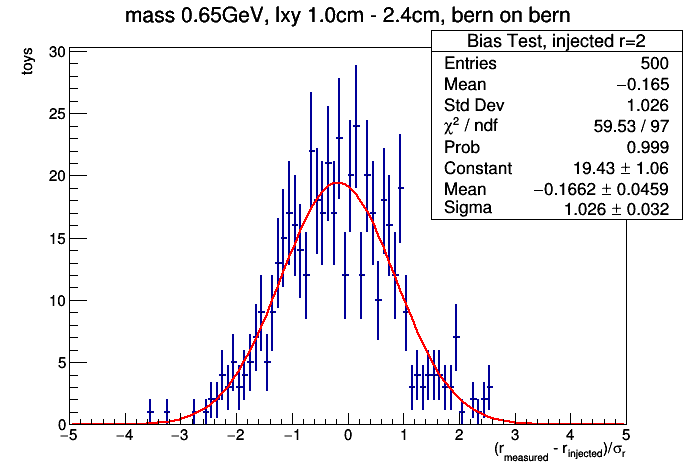 mass 0.65GeV, lxy 1.0cm - 2.4cm, bern on bern
Bias Test, injected r=2
Entries 500
Mean −0.165
Std Dev 1.026
χ² / ndf 59.53 / 97
Prob 0.999
Constant 19.43 ± 1.06
Mean −0.1662 ± 0.0459
Sigma 1.026 ± 0.032
toys
30
25
20
15
10
5
0
−5 −4 −3 −2 −1 0 1 2 3 4 5
(r_measured - r_injected)/σ_r